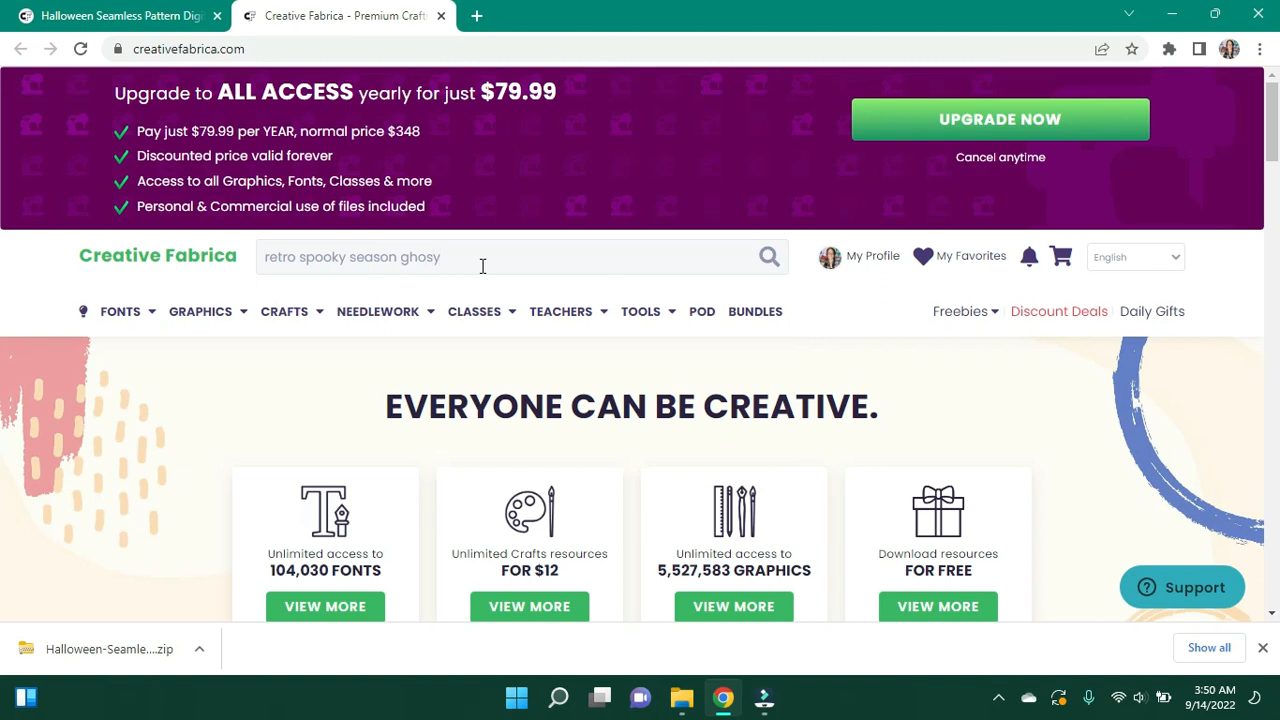 Halloween Seamless Pattern Dig
Creative Fabrica - Premium Craft
creativefabrica.com
Upgrade to ALL ACCESS yearly for just $79.99
Pay just $79.99 per YEAR, normal price $348
Discounted price valid forever
Access to all Graphics, Fonts, Classes & more
Personal & Commercial use of files included
UPGRADE NOW
Cancel anytime
Creative Fabrica
retro spooky season ghosy
My Profile
My Favorites
English
FONTS
GRAPHICS
CRAFTS
NEEDLEWORK
CLASSES
TEACHERS
TOOLS
POD
BUNDLES
Freebies
Discount Deals
Daily Gifts
EVERYONE CAN BE CREATIVE.
Unlimited access to
104,030 FONTS
VIEW MORE
Unlimited Crafts resources
FOR $12
VIEW MORE
Unlimited access to
5,527,583 GRAPHICS
VIEW MORE
Download resources
FOR FREE
VIEW MORE
Support
Halloween-Seamle....zip
Show all
3:50 AM
9/14/2022